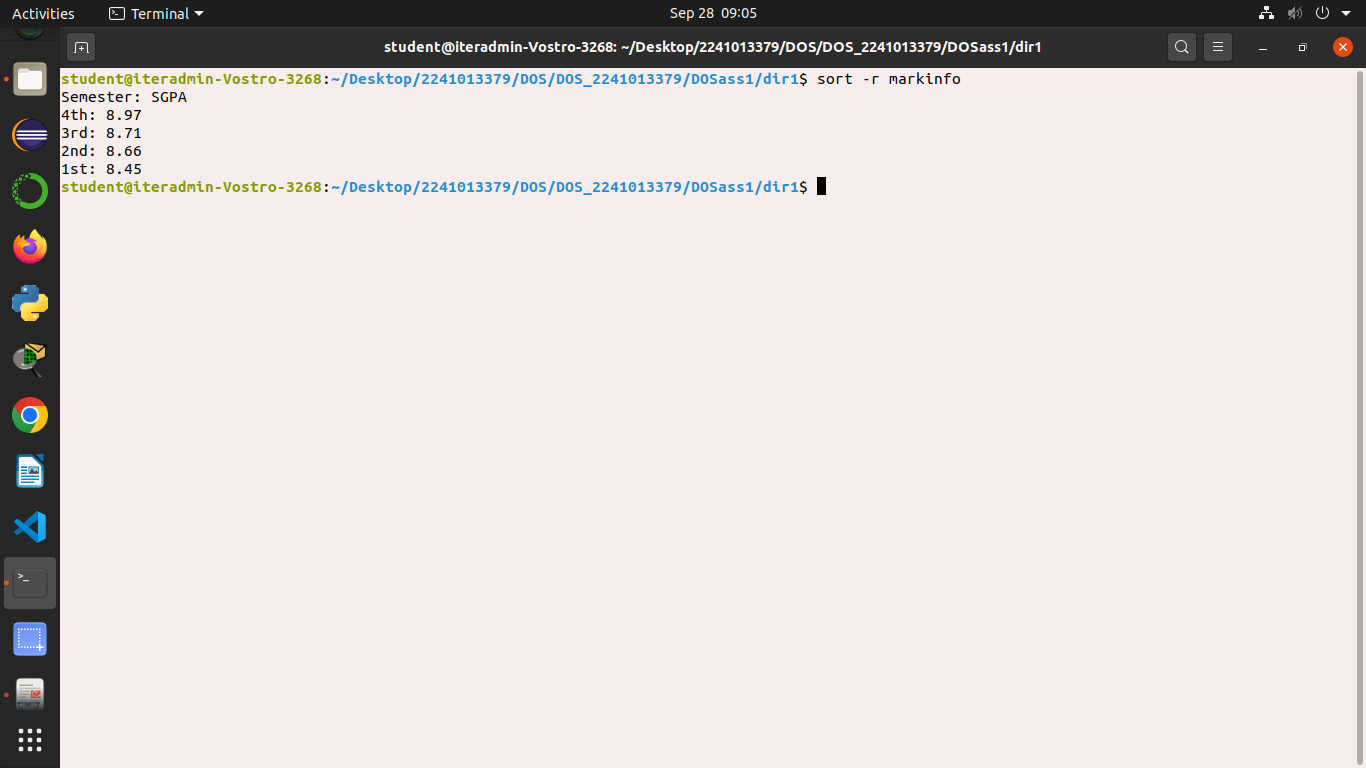 Activities Terminal Sep 28 09:05
student@iteradmin-Vostro-3268: ~/Desktop/2241013379/DOS/DOS_2241013379/DOSass1/dir1
student@iteradmin-Vostro-3268:~/Desktop/2241013379/DOS/DOS_2241013379/DOSass1/dir1$ sort -r markinfo
Semester: SGPA
4th: 8.97
3rd: 8.71
2nd: 8.66
1st: 8.45
student@iteradmin-Vostro-3268:~/Desktop/2241013379/DOS/DOS_2241013379/DOSass1/dir1$